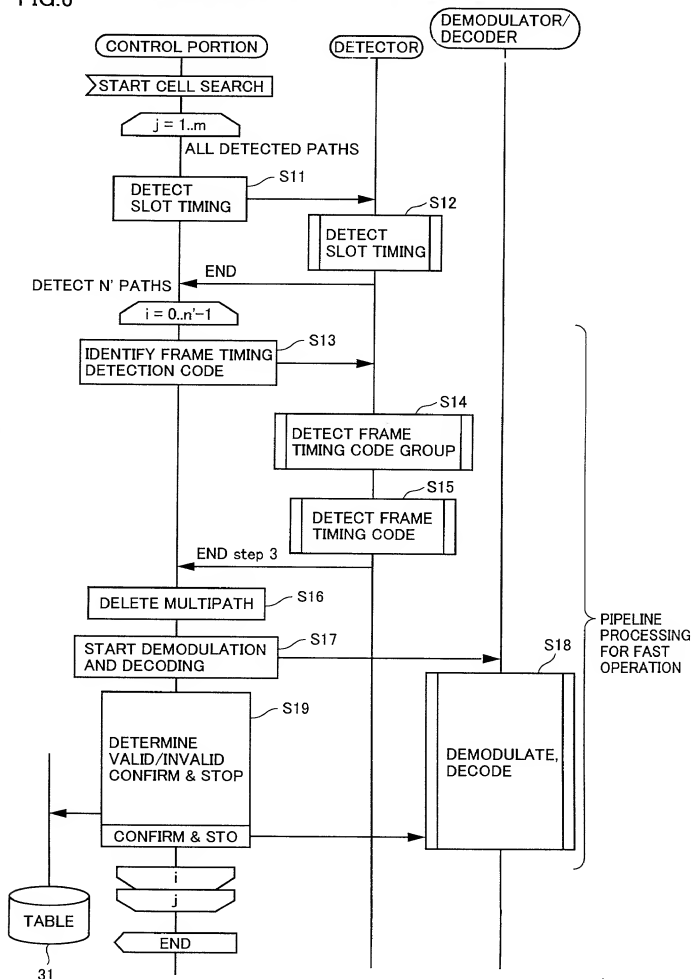 FIG.6
CONTROL PORTION
DETECTOR
DEMODULATOR/
DECODER
START CELL SEARCH
j = 1..m
ALL DETECTED PATHS
S11
DETECT
SLOT TIMING
S12
DETECT
SLOT TIMING
END
DETECT N' PATHS
i = 0..n'-1
S13
IDENTIFY FRAME TIMING
DETECTION CODE
S14
DETECT FRAME
TIMING CODE GROUP
S15
DETECT FRAME
TIMING CODE
END step 3
DELETE MULTIPATH
S16
START DEMODULATION
AND DECODING
S17
S18
PIPELINE
PROCESSING
FOR FAST
OPERATION
S19
DETERMINE
VALID/INVALID
CONFIRM & STOP
DEMODULATE,
DECODE
CONFIRM & STO
i
j
TABLE
END
31